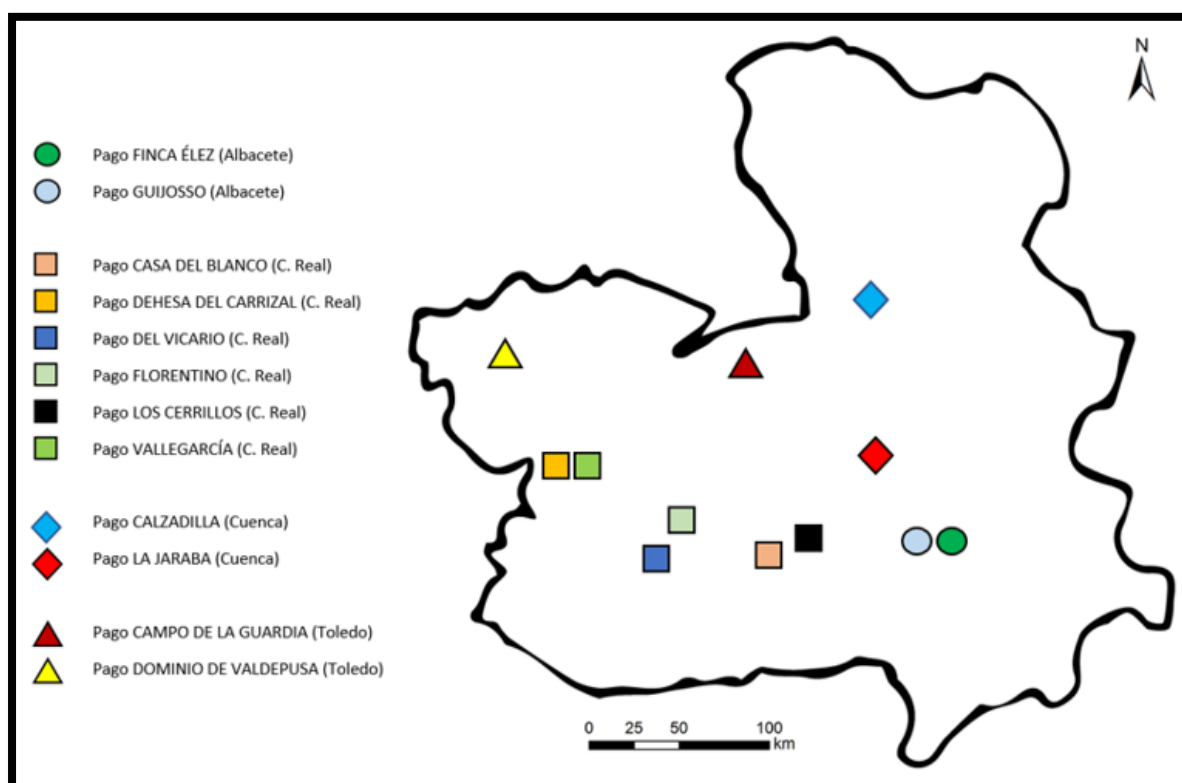 N
Pago FINCA ÉLEZ (Albacete)
Pago GUIJOSSO (Albacete)
Pago CASA DEL BLANCO (C. Real)
Pago DEHESA DEL CARRIZAL (C. Real)
Pago DEL VICARIO (C. Real)
Pago FLORENTINO (C. Real)
Pago LOS CERRILLOS (C. Real)
Pago VALLEGARCÍA (C. Real)
Pago CALZADILLA (Cuenca)
Pago LA JARABA (Cuenca)
Pago CAMPO DE LA GUARDIA (Toledo)
Pago DOMINIO DE VALDEPUSA (Toledo)
0 25 50 100
km